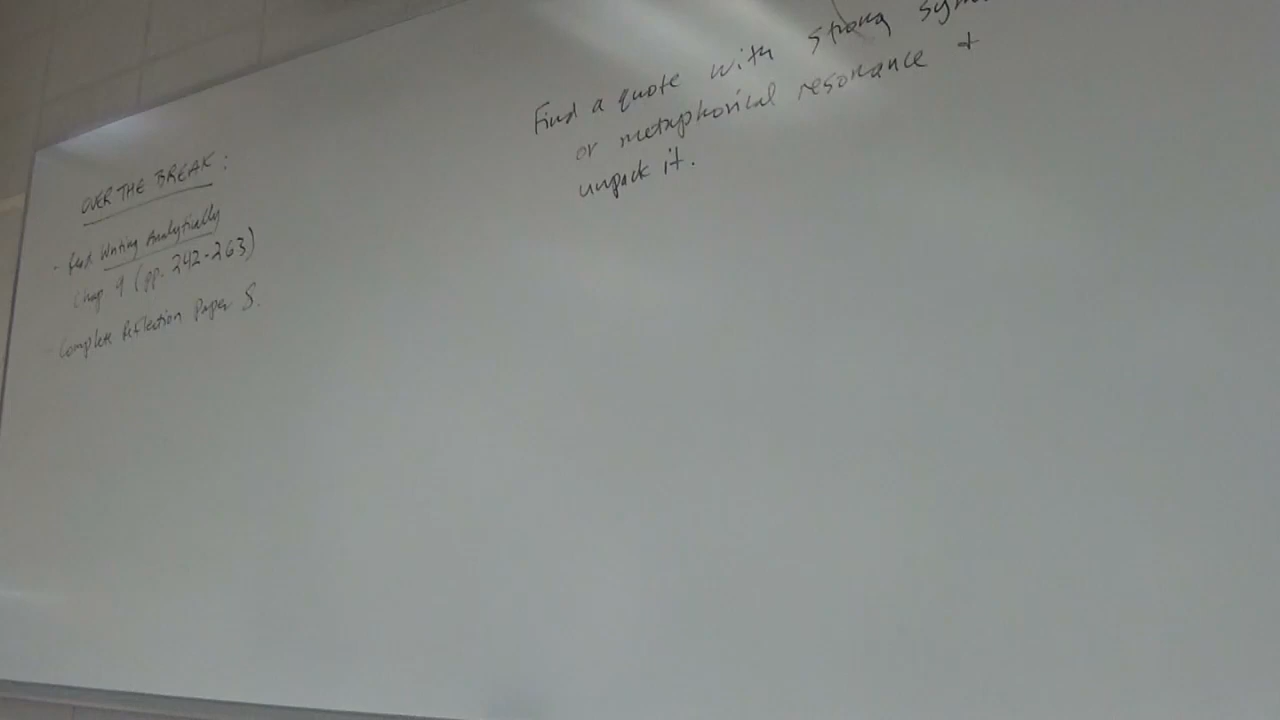 OVER THE BREAK:
- Read Writing Analytically
Chap 9 (pp. 242-263)
Complete Reflection Paper
Find a quote with strong
or metaphorical resonance +
unpack it.